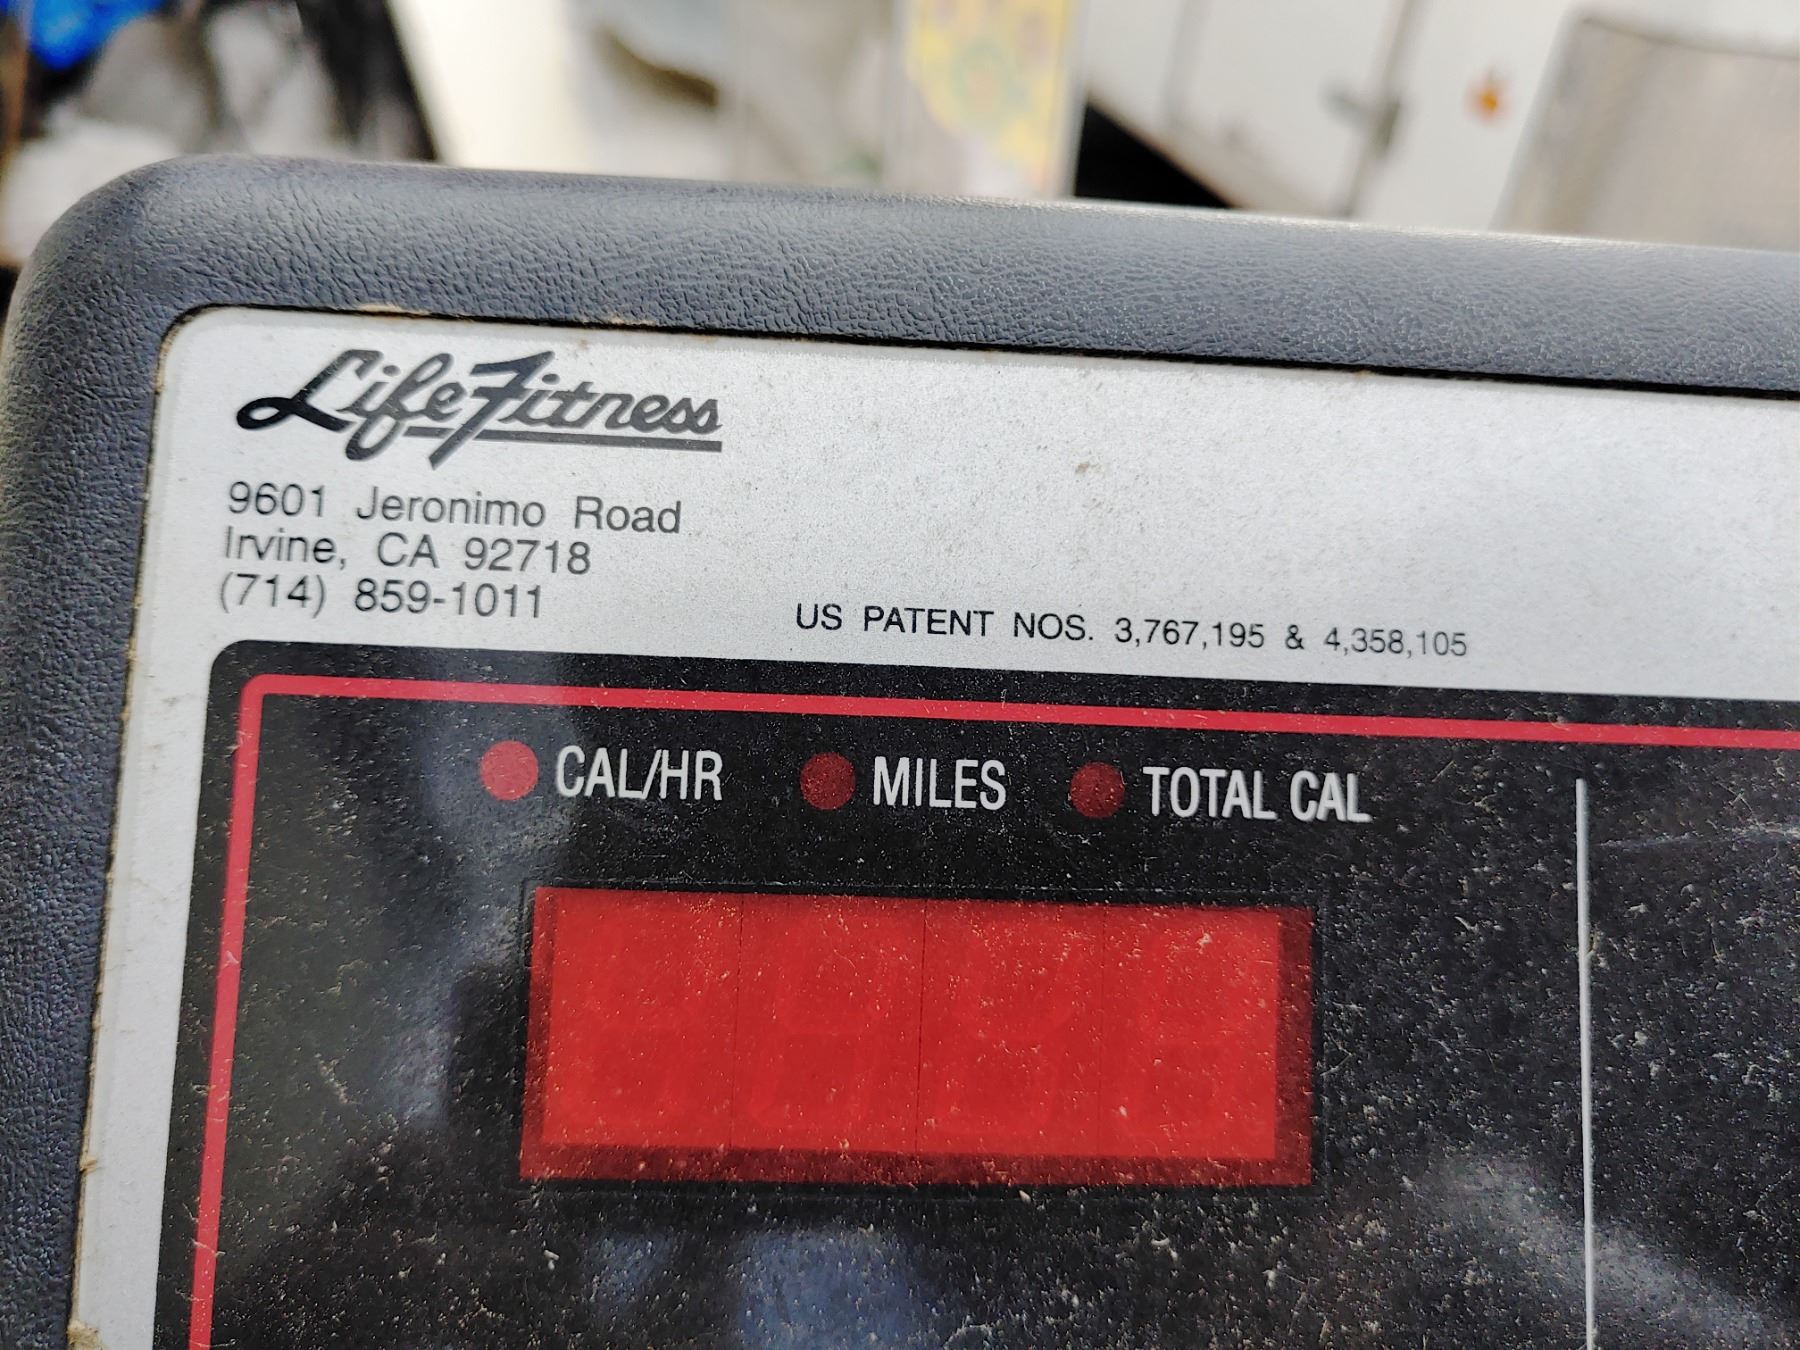 LifeFitness
9601 Jeronimo Road
Irvine, CA 92718
(714) 859-1011
US PATENT NOS. 3,767,195 & 4,358,105
CAL/HR MILES TOTAL CAL